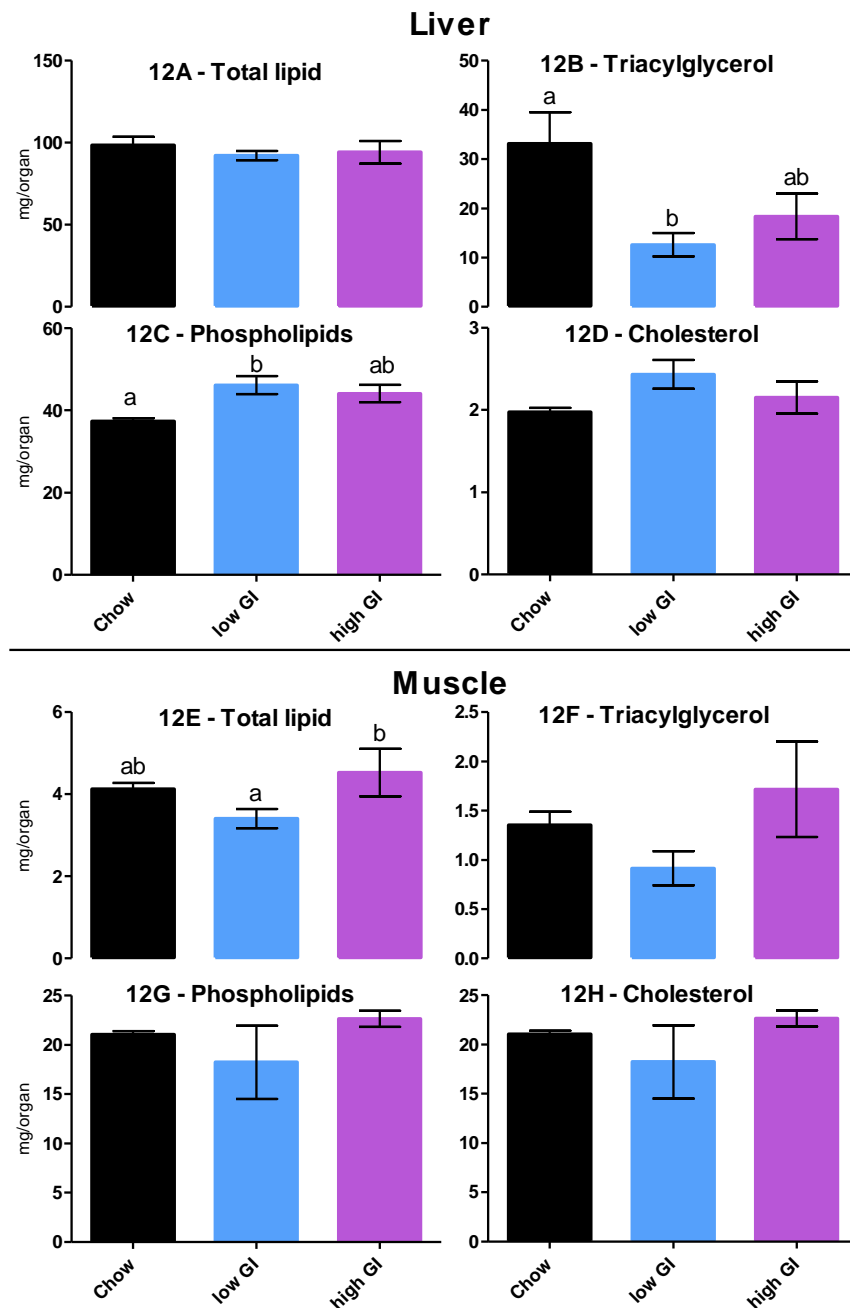 Liver
12A - Total lipid
mg/organ
150
100
50
0
12B - Triacylglycerol
50
40
30
20
10
0
a
b
ab
12C - Phospholipids
mg/organ
60
40
20
0
a
b
ab
Chow
low GI
high GI
12D - Cholesterol
3
2
1
0
Chow
low GI
high GI
Muscle
12E - Total lipid
mg/organ
6
4
2
0
ab
a
b
12F - Triacylglycerol
2.5
2.0
1.5
1.0
0.5
0.0
12G - Phospholipids
mg/organ
25
20
15
10
5
0
Chow
low GI
high GI
12H - Cholesterol
25
20
15
10
5
0
Chow
low GI
high GI